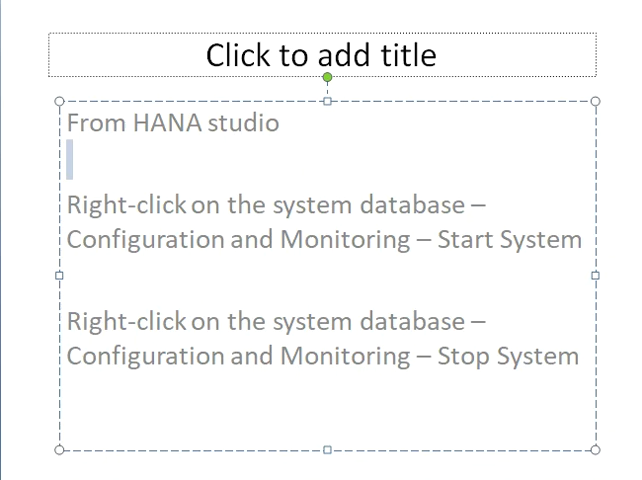 Click to add title
From HANA studio
Right-click on the system database –
Configuration and Monitoring – Start System
Right-click on the system database –
Configuration and Monitoring – Stop System